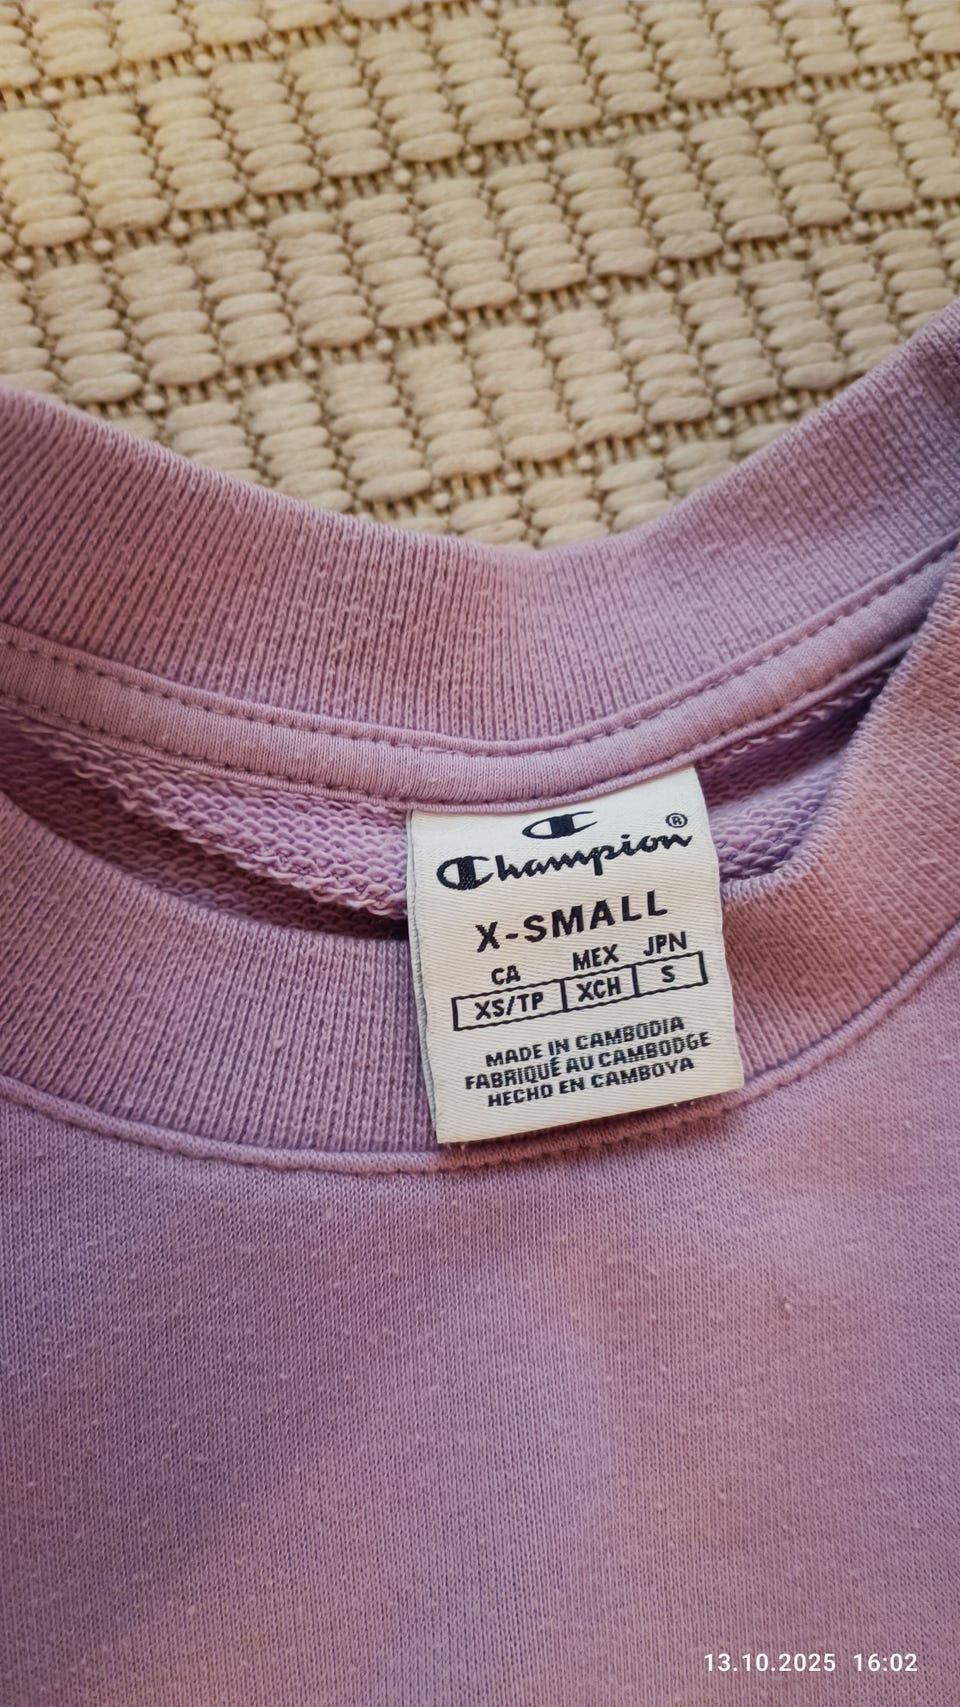 Champion®
X-SMALL
CA MEX JPN
XS/TP XCH S
MADE IN CAMBODIA
FABRIQUÉ AU CAMBODGE
HECHO EN CAMBOYA
13.10.2025 16:02